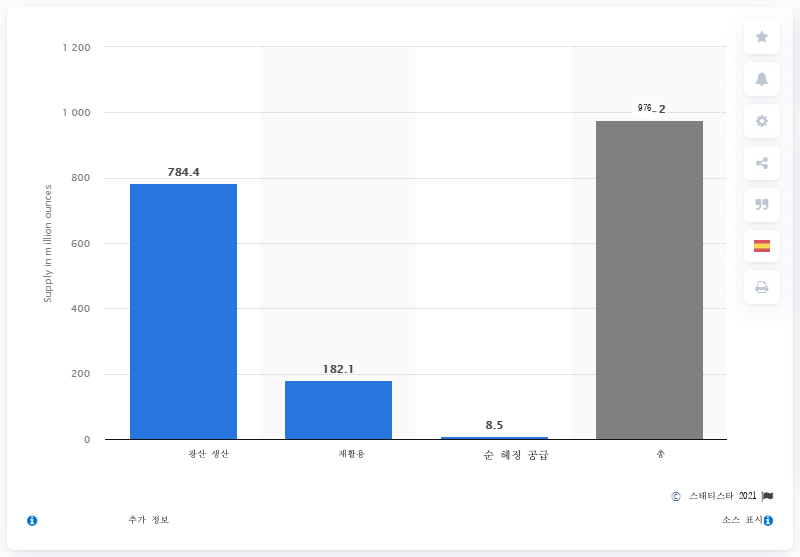 1 200
1 000
800
600
400
200
0
Supply in million ounces
784.4
182.1
8.5
976_ 2
광산 생산
재활용
순 헤징 공급
총
© 스태티스타 2021
추가 정보
소스 표시